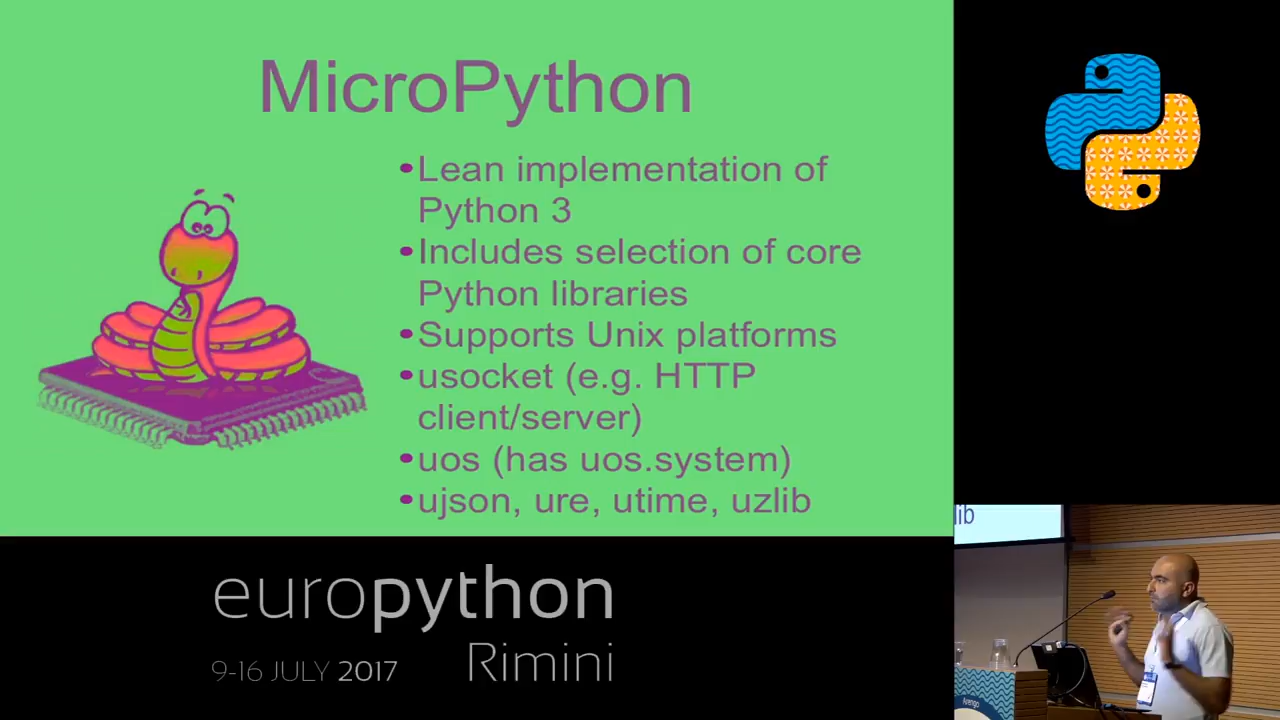 MicroPython
•Lean implementation of
Python 3
•Includes selection of core
Python libraries
•Supports Unix platforms
•usocket (e.g. HTTP
client/server)
•uos (has uos.system)
•ujson, ure, utime, uzlib
europython
9-16 JULY 2017 Rimini
lib